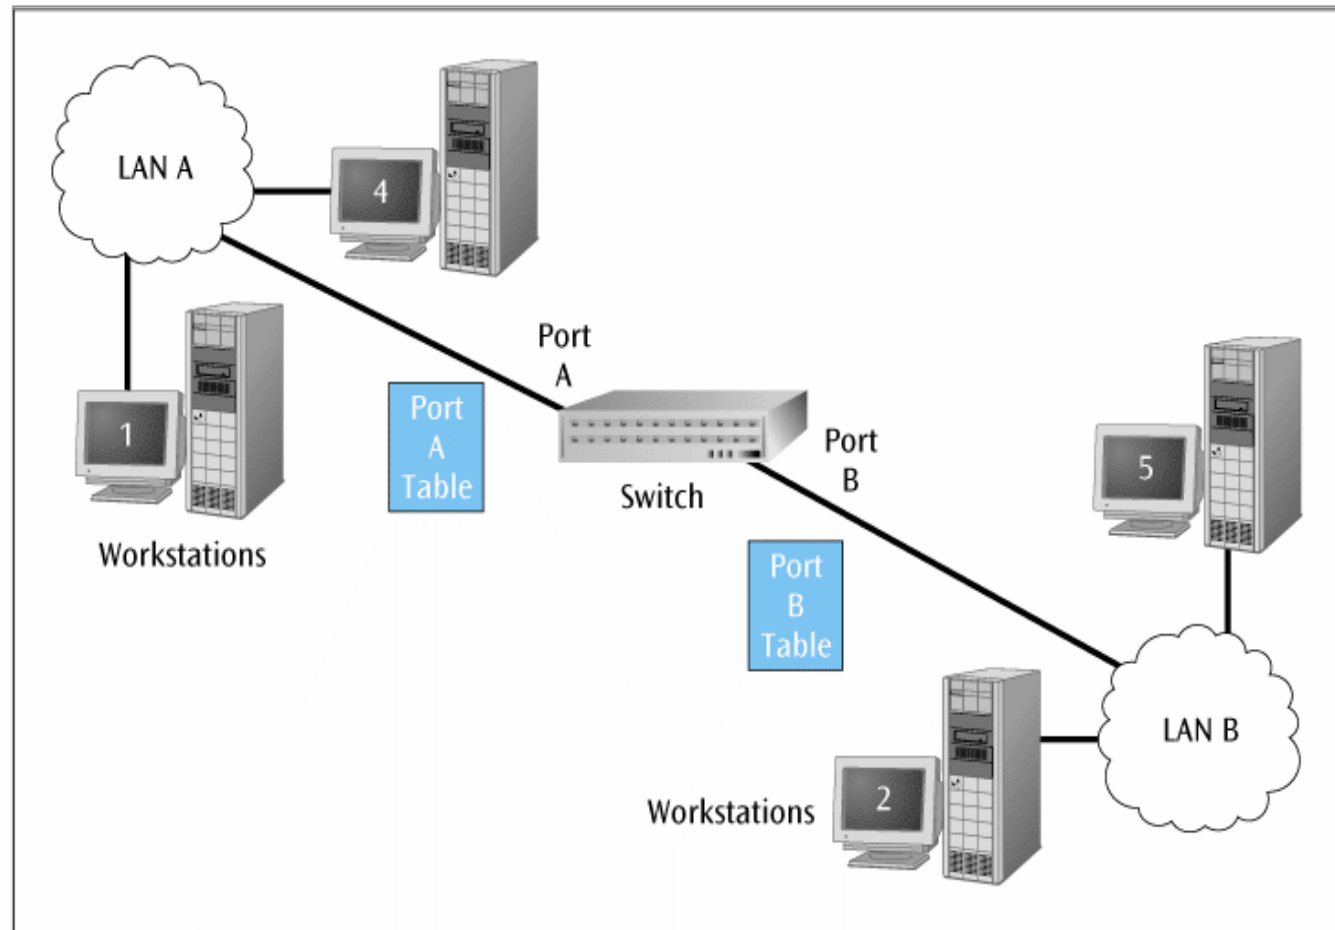 LAN A
4
Port
A
1
Port
A
Table
Switch
Port
B
5
Workstations
Port
B
Table
LAN B
2
Workstations